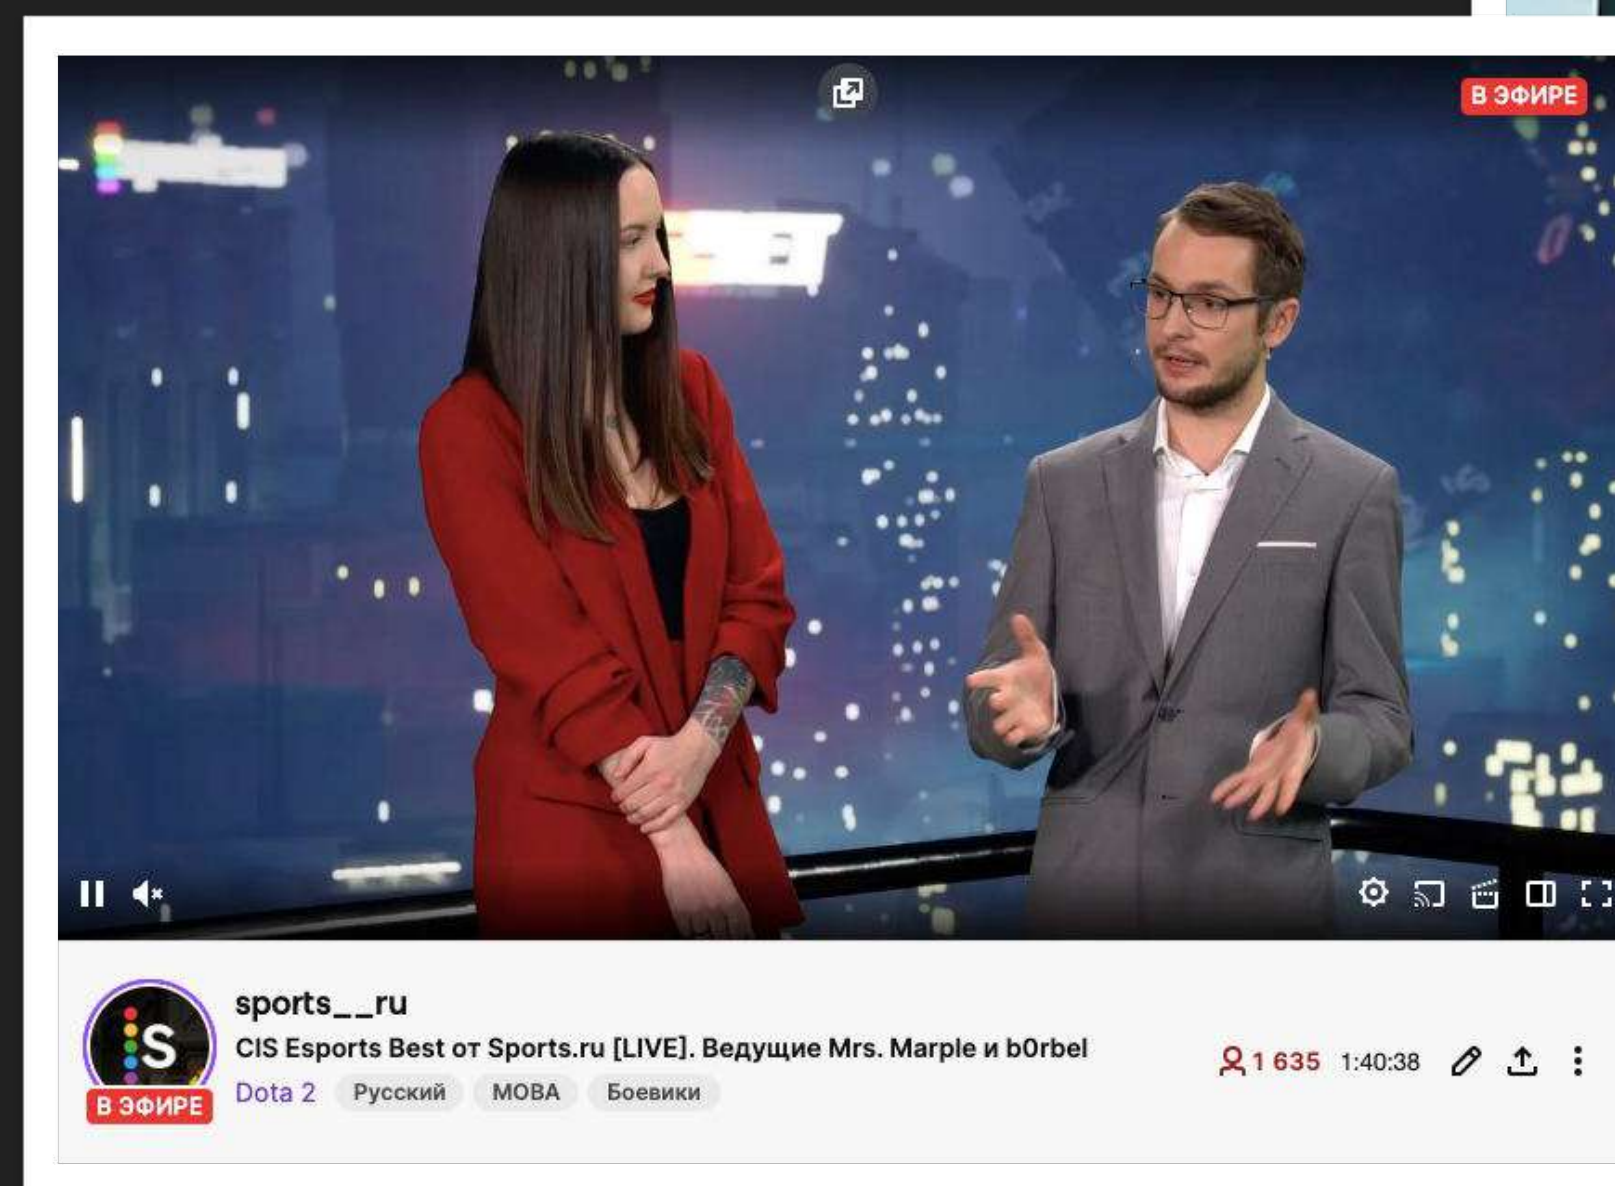 В ЭФИРЕ
S
В ЭФИРЕ
sports__ru
CIS Esports Best от Sports.ru [LIVE]. Ведущие Mrs. Marple и b0rbel
Dota 2 Русский MOBA Боевики
1 635 1:40:38